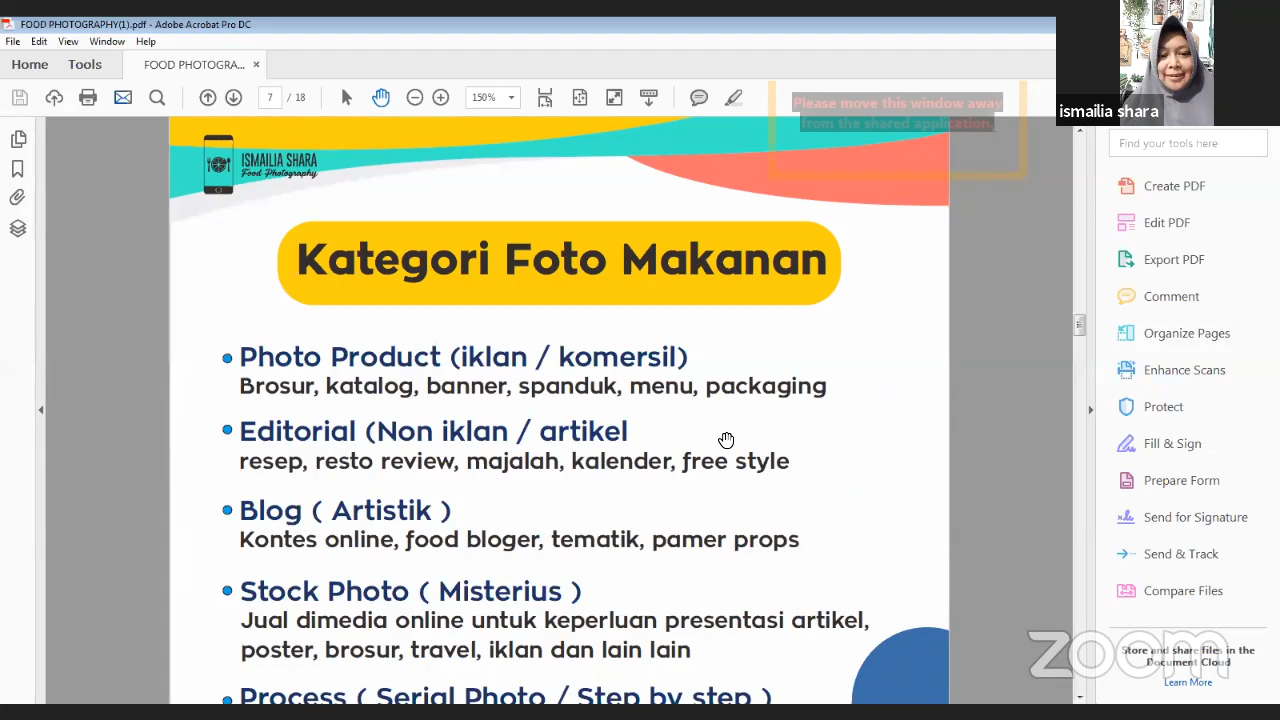 FOOD PHOTOGRAPHY(1).pdf - Adobe Acrobat Pro DC
File Edit View Window Help
Home Tools FOOD PHOTOGRA... ×
7 / 18 150%
Please move this window away
from the shared application.
ismailia shara
ISMAILIA SHARA
Food Photography
Kategori Foto Makanan
Photo Product (iklan / komersil)
Brosur, katalog, banner, spanduk, menu, packaging
Editorial (Non iklan / artikel
resep, resto review, majalah, kalender, free style
Blog ( Artistik )
Kontes online, food bloger, tematik, pamer props
Stock Photo ( Misterius )
Jual dimedia online untuk keperluan presentasi artikel,
poster, brosur, travel, iklan dan lain lain
Process ( Serial Photo / Step by step )
Find your tools here
Create PDF
Edit PDF
Export PDF
Comment
Organize Pages
Enhance Scans
Protect
Fill & Sign
Prepare Form
Send for Signature
Send & Track
Compare Files
Store and share files in the
Document Cloud
Learn More
zoom